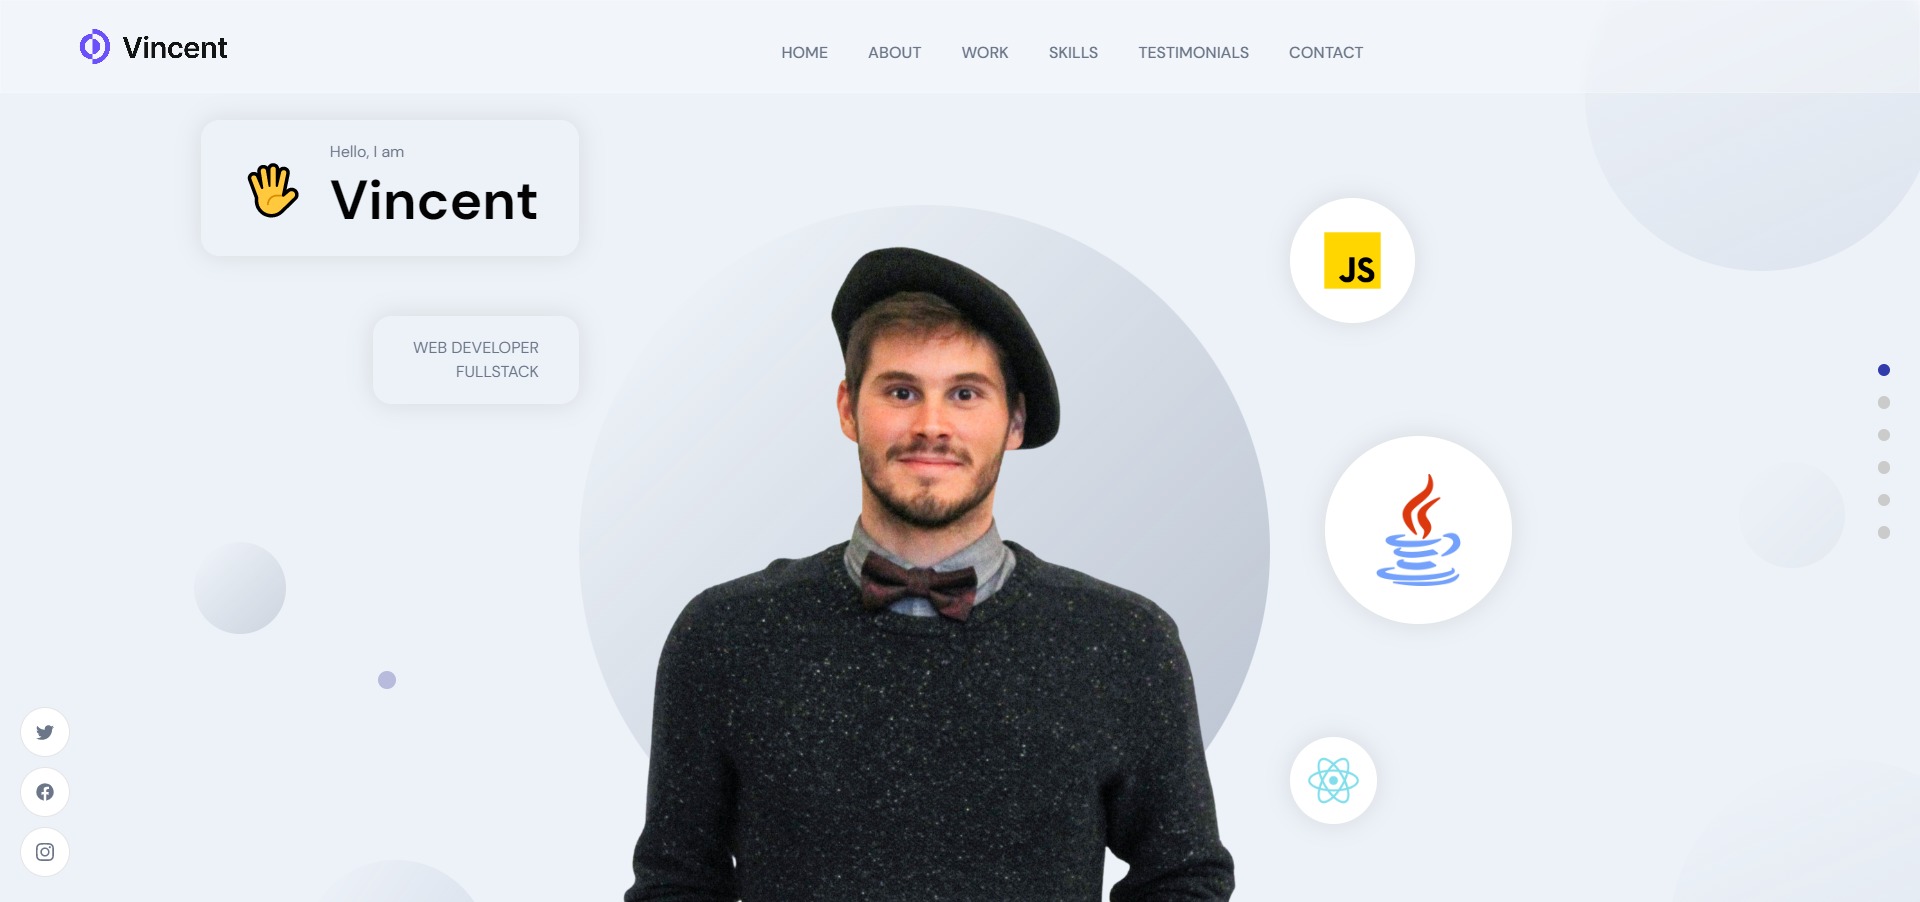 Vincent
HOME
ABOUT
WORK
SKILLS
TESTIMONIALS
CONTACT
Hello, I am
Vincent
WEB DEVELOPER
FULLSTACK
JS